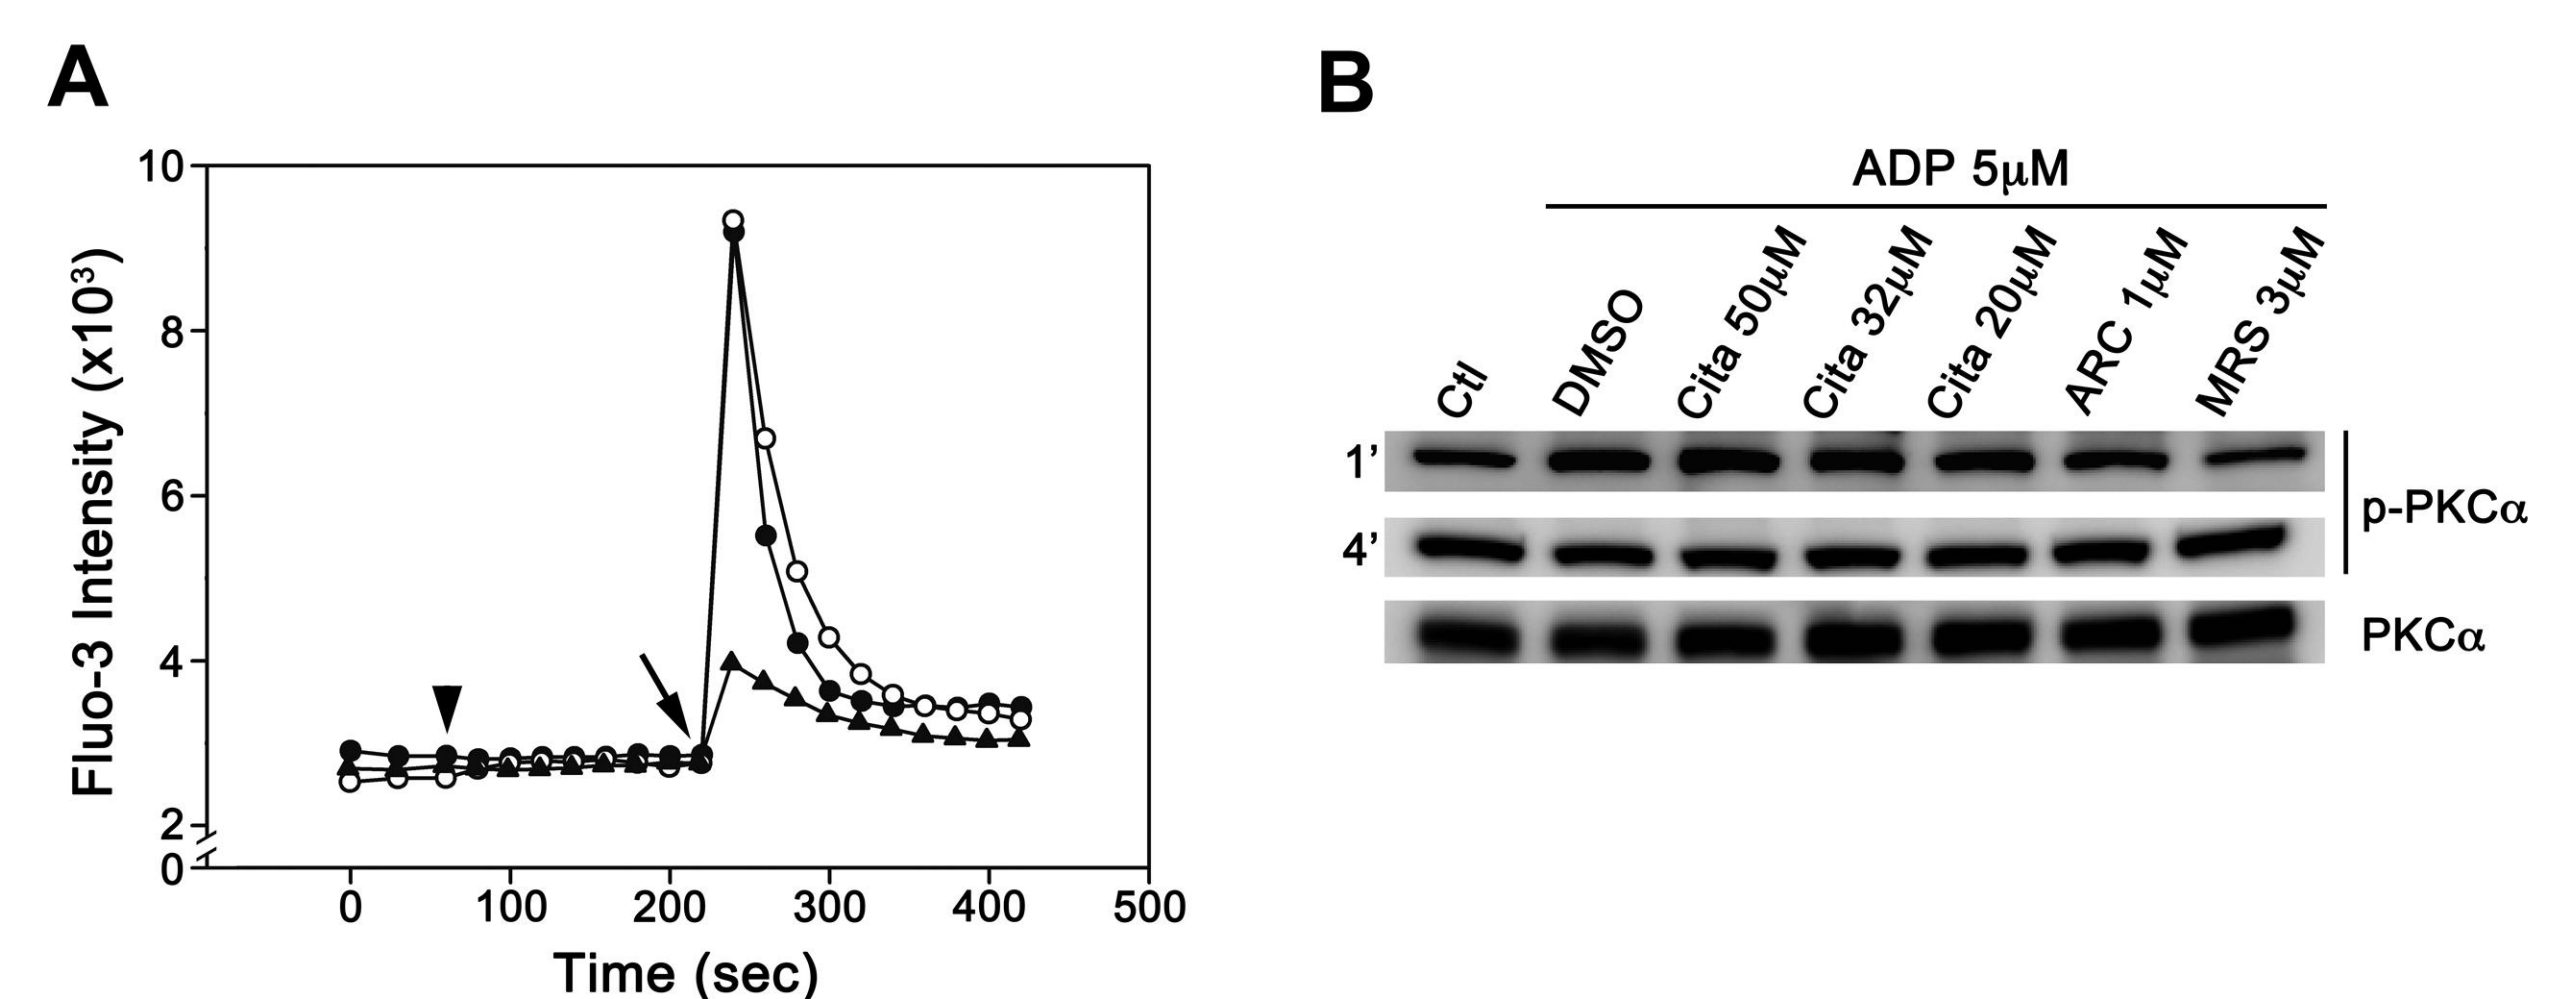 A
10
8
6
4
2
0
Fluo-3 Intensity (x10³)
0 100 200 300 400 500
Time (sec)
B
ADP 5μM
Ctl DMSO Cita 50μM Cita 32μM Cita 20μM ARC 1μM MRS 3μM
1’
4’
p-PKCα
PKCα